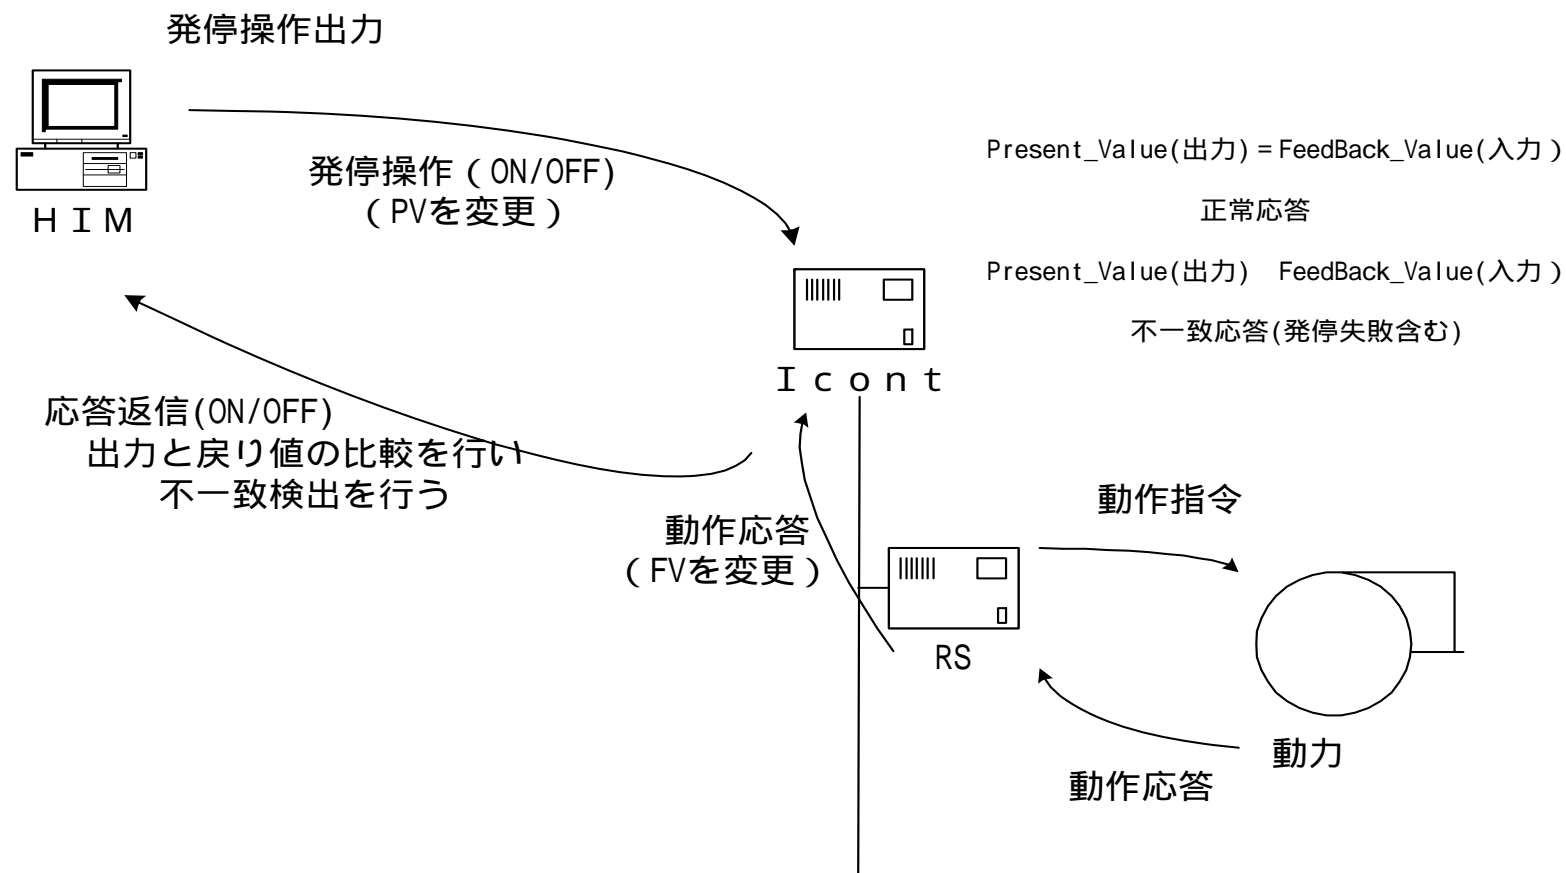 発停操作出力
発停操作（ON/OFF)
（PVを変更）
ＨＩＭ
Present_Value(出力)＝FeedBack_Value(入力）
正常応答
Present_Value(出力)　FeedBack_Value(入力）
不一致応答(発停失敗含む)
Ｉｃｏｎｔ
応答返信(ON/OFF)
出力と戻り値の比較を行い
不一致検出を行う
動作応答
（FVを変更）
動作指令
RS
動力
動作応答